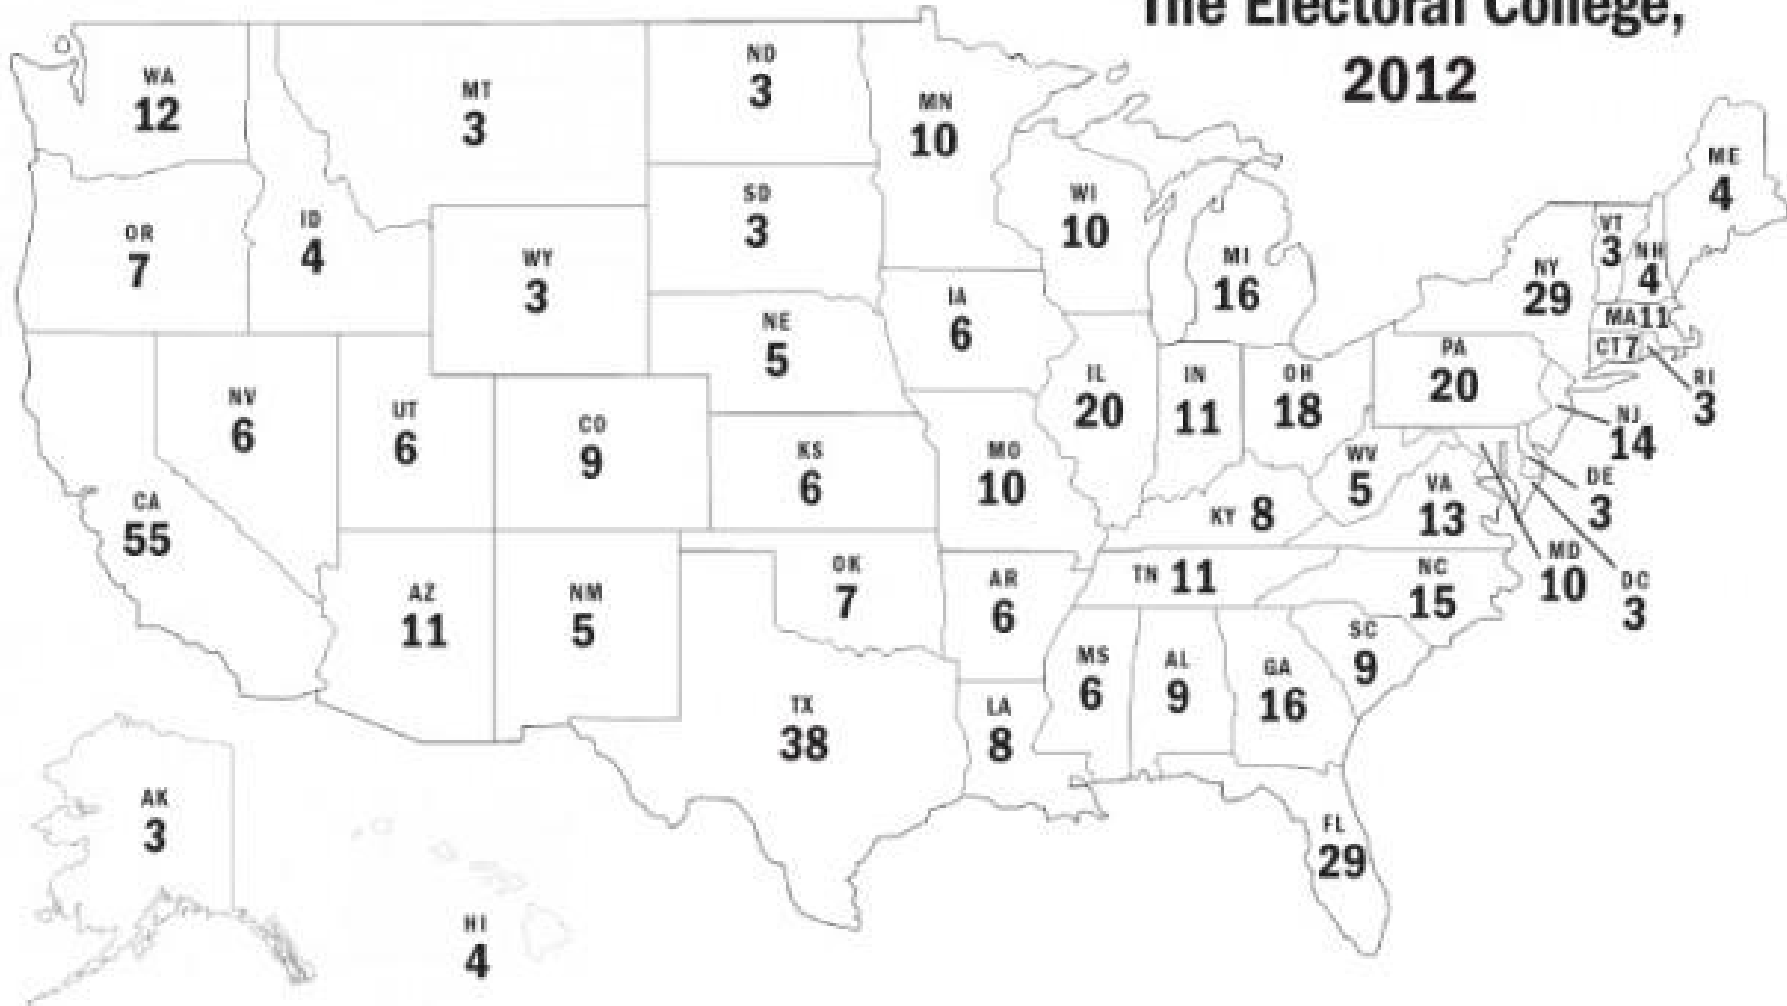 The Electoral College,
2012
WA
12
MT
3
ND
3
MN
10
ME
4
OR
7
ID
4
WY
3
SD
3
WI
10
MI
16
NY
29
VT
3
NH
4
MA 11
CT 7
RI
3
NE
5
IA
6
IL
20
IN
11
OH
18
PA
20
NJ
14
NV
6
UT
6
CO
9
KS
6
MO
10
KY 8
WV
5
VA
13
DE
3
MD
10
DC
3
CA
55
AZ
11
NM
5
OK
7
AR
6
TN 11
NC
15
SC
9
TX
38
LA
8
MS
6
AL
9
GA
16
FL
29
AK
3
HI
4